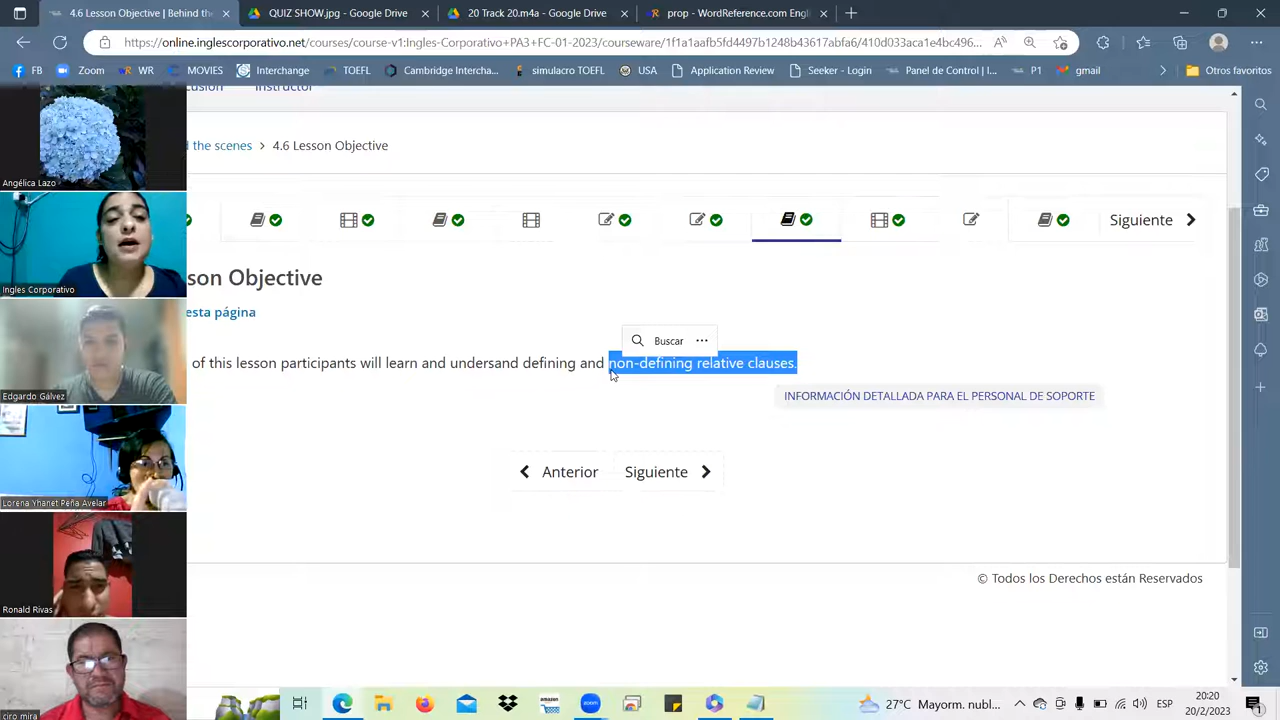 4.6 Lesson Objective | Behind the
QUIZ SHOW.jpg - Google Drive
20 Track 20.m4a - Google Drive
prop - WordReference.com Engl
https://online.inglescorporativo.net/courses/course-v1:Ingles-Corporativo+PA3+FC-01-2023/courseware/1f1a1aafb5fd4497b1248b43617abfa6/410d033aca1e4bc496...
FB
Zoom
WR
MOVIES
Interchange
TOEFL
Cambridge Intercha...
simulacro TOEFL
USA
Application Review
Seeker - Login
Panel de Control | I...
P1
gmail
Otros favoritos
cusion
Instructor
d the scenes > 4.6 Lesson Objective
Siguiente
son Objective
esta página
Buscar
of this lesson participants will learn and undersand defining and non-defining relative clauses.
INFORMACIÓN DETALLADA PARA EL PERSONAL DE SOPORTE
Anterior
Siguiente
© Todos los Derechos están Reservados
Angélica Lazo
Ingles Corporativo
Edgardo Gálvez
Lorena Yhanet Peña Avelar
Ronald Rivas
ciro mira
27°C Mayorm. nubl...
ESP
20:20
20/2/2023